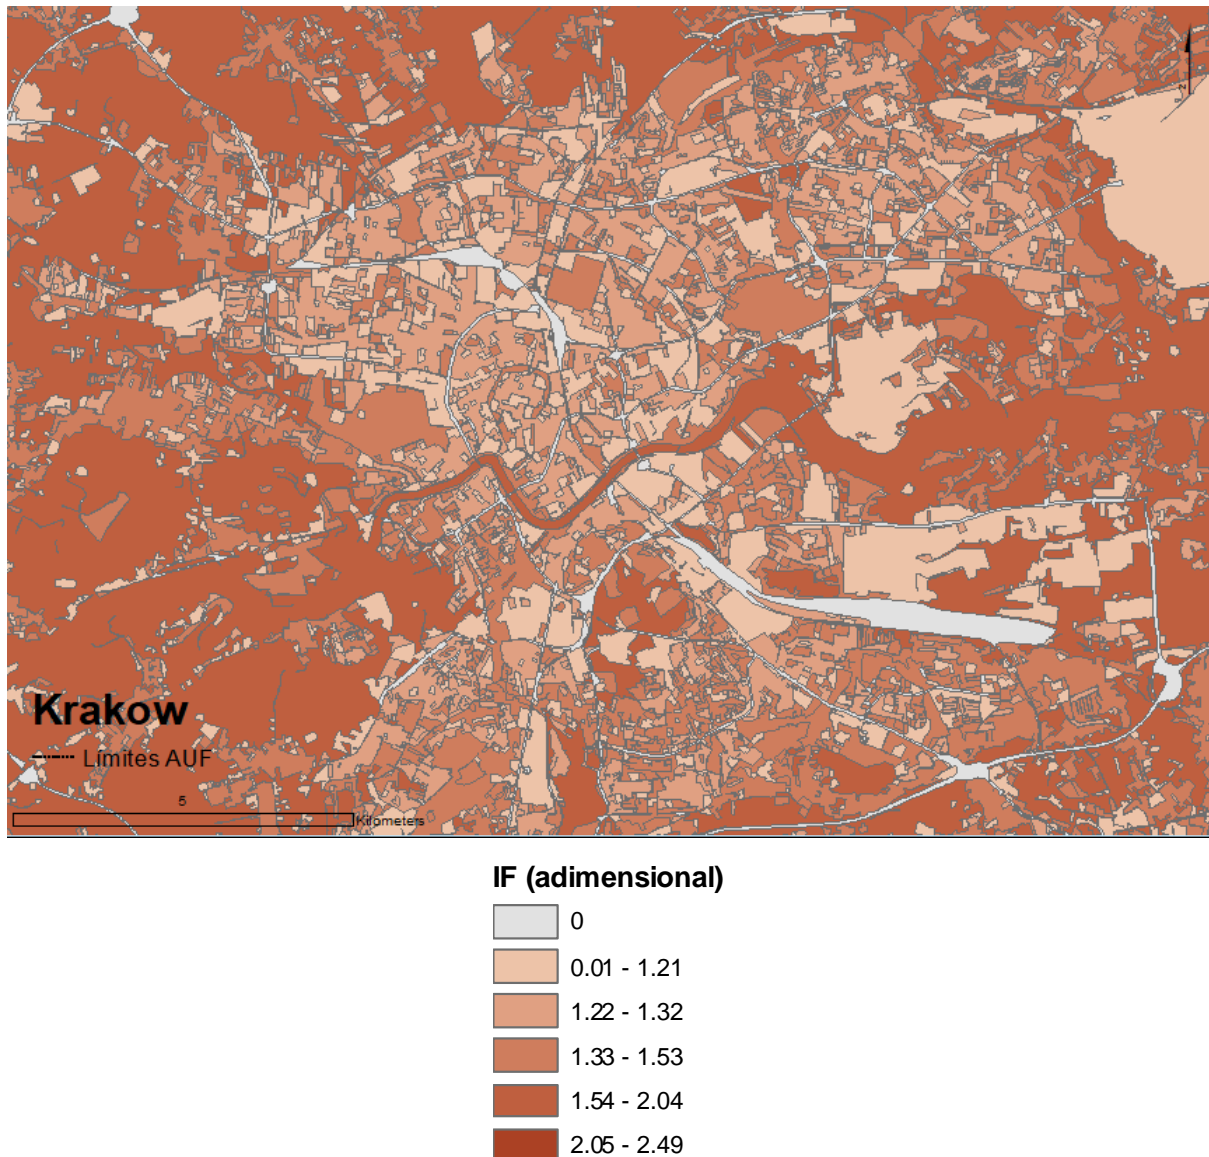 Krakow
Límites AUF
5
Kilometers
IF (adimensional)
0
0.01 - 1.21
1.22 - 1.32
1.33 - 1.53
1.54 - 2.04
2.05 - 2.49